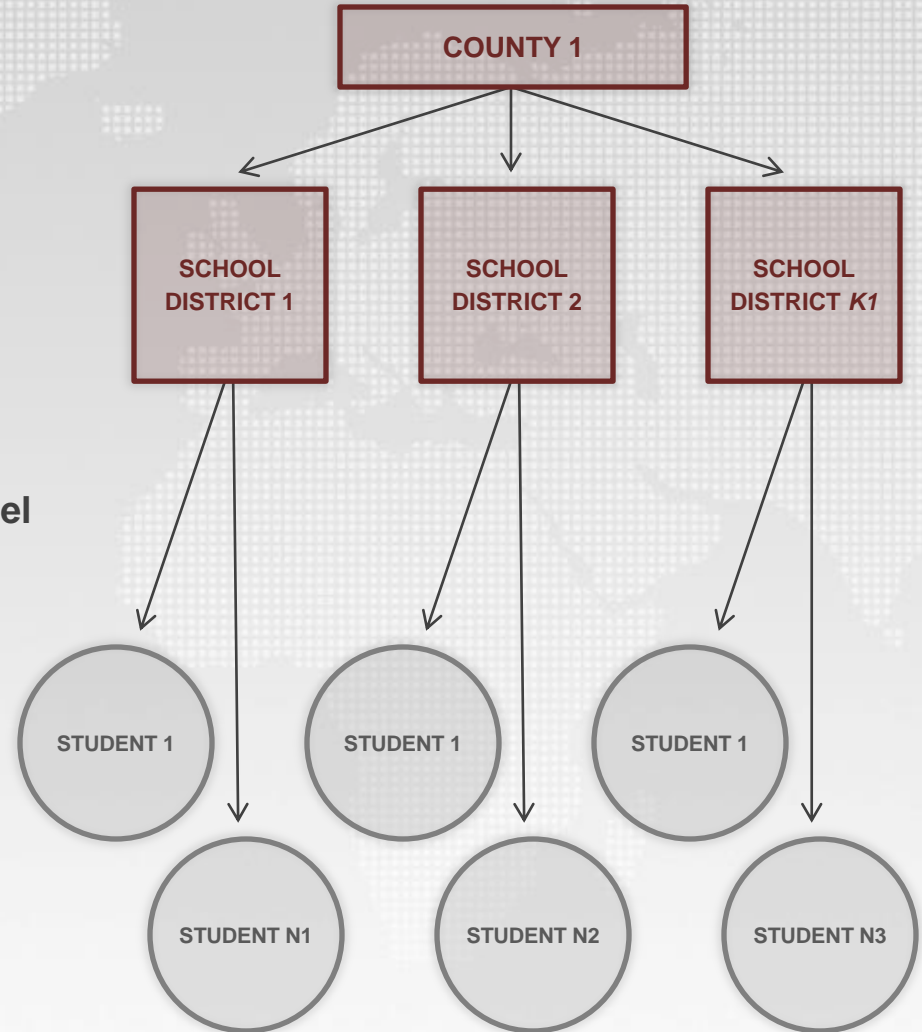 COUNTY 1
SCHOOL
DISTRICT 1
SCHOOL
DISTRICT 2
SCHOOL
DISTRICT K1
el
STUDENT 1
STUDENT 1
STUDENT 1
STUDENT N1
STUDENT N2
STUDENT N3